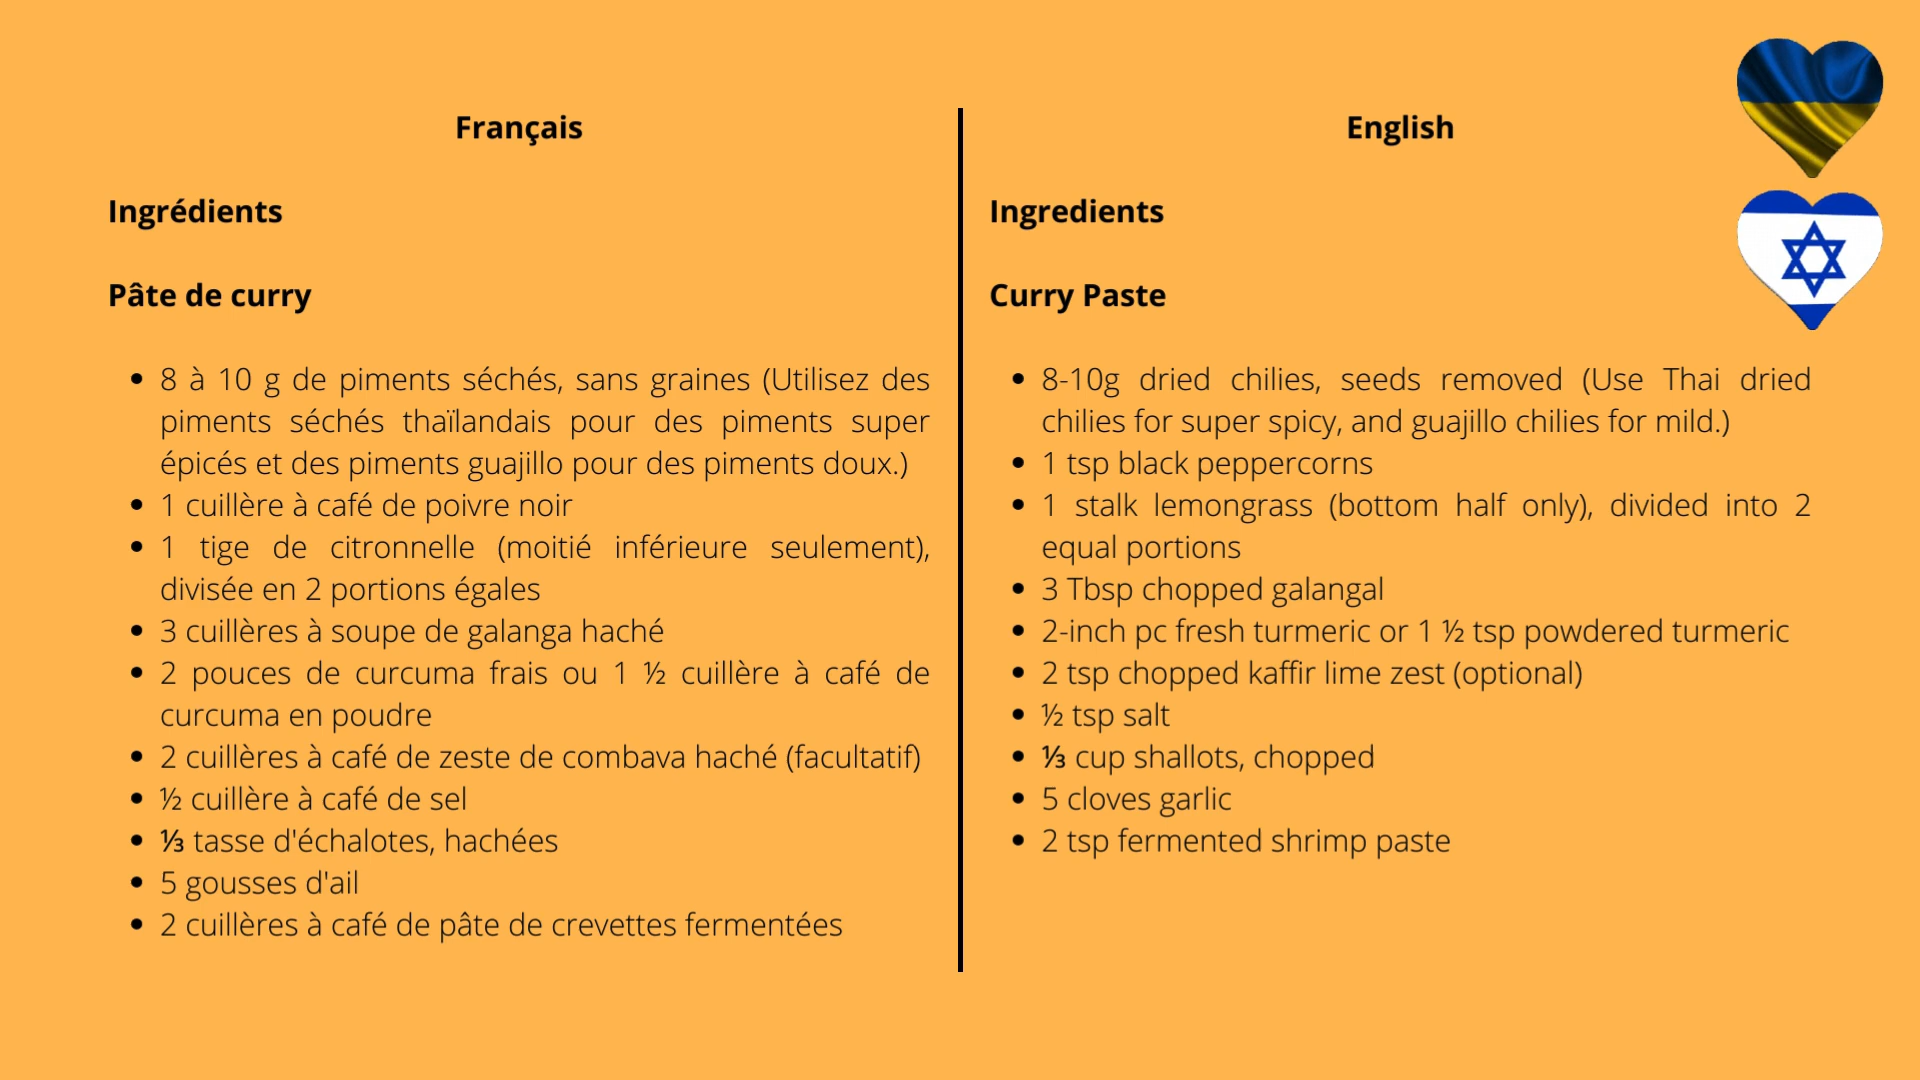 Français
Ingrédients
Pâte de curry
• 8 à 10 g de piments séchés, sans graines (Utilisez des
piments séchés thaïlandais pour des piments super
épicés et des piments guajillo pour des piments doux.)
• 1 cuillère à café de poivre noir
• 1 tige de citronnelle (moitié inférieure seulement),
divisée en 2 portions égales
• 3 cuillères à soupe de galanga haché
• 2 pouces de curcuma frais ou 1 ½ cuillère à café de
curcuma en poudre
• 2 cuillères à café de zeste de combava haché (facultatif)
• ½ cuillère à café de sel
• ⅓ tasse d'échalotes, hachées
• 5 gousses d'ail
• 2 cuillères à café de pâte de crevettes fermentées
English
Ingredients
Curry Paste
• 8-10g dried chilies, seeds removed (Use Thai dried
chilies for super spicy, and guajillo chilies for mild.)
• 1 tsp black peppercorns
• 1 stalk lemongrass (bottom half only), divided into 2
equal portions
• 3 Tbsp chopped galangal
• 2-inch pc fresh turmeric or 1 ½ tsp powdered turmeric
• 2 tsp chopped kaffir lime zest (optional)
• ½ tsp salt
• ⅓ cup shallots, chopped
• 5 cloves garlic
• 2 tsp fermented shrimp paste